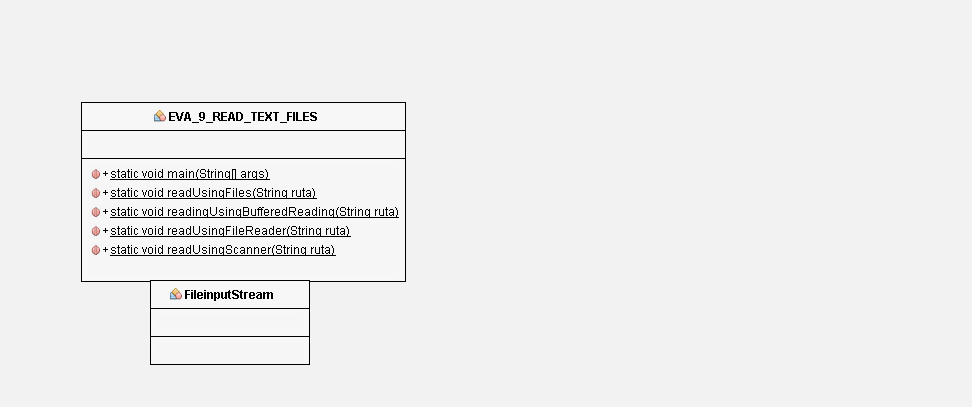 EVA_9_READ_TEXT_FILES
+static void main(String[] args)
+static void readUsingFiles(String ruta)
+static void readingUsingBufferedReading(String ruta)
+static void readUsingFileReader(String ruta)
+static void readUsingScanner(String ruta)
FileinputStream